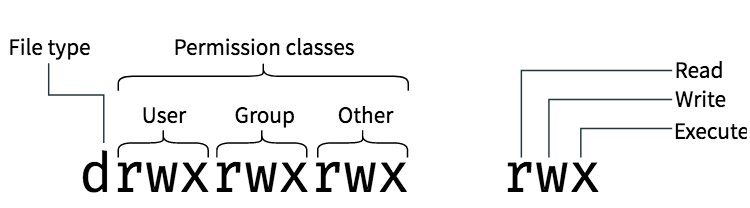 File type
Permission classes
User Group Other
drwxrwxrwx
Read
Write
Execute
rwx